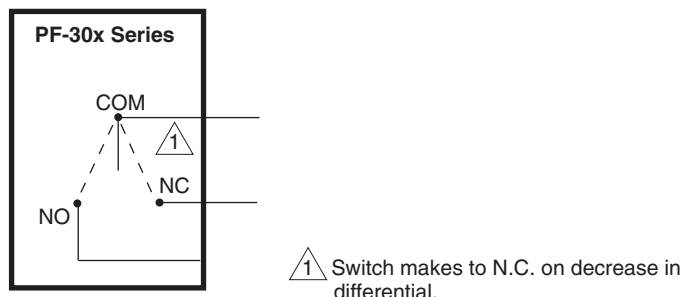 PF-30x Series
COM
1
NC
NO
1 Switch makes to N.C. on decrease in
differential.